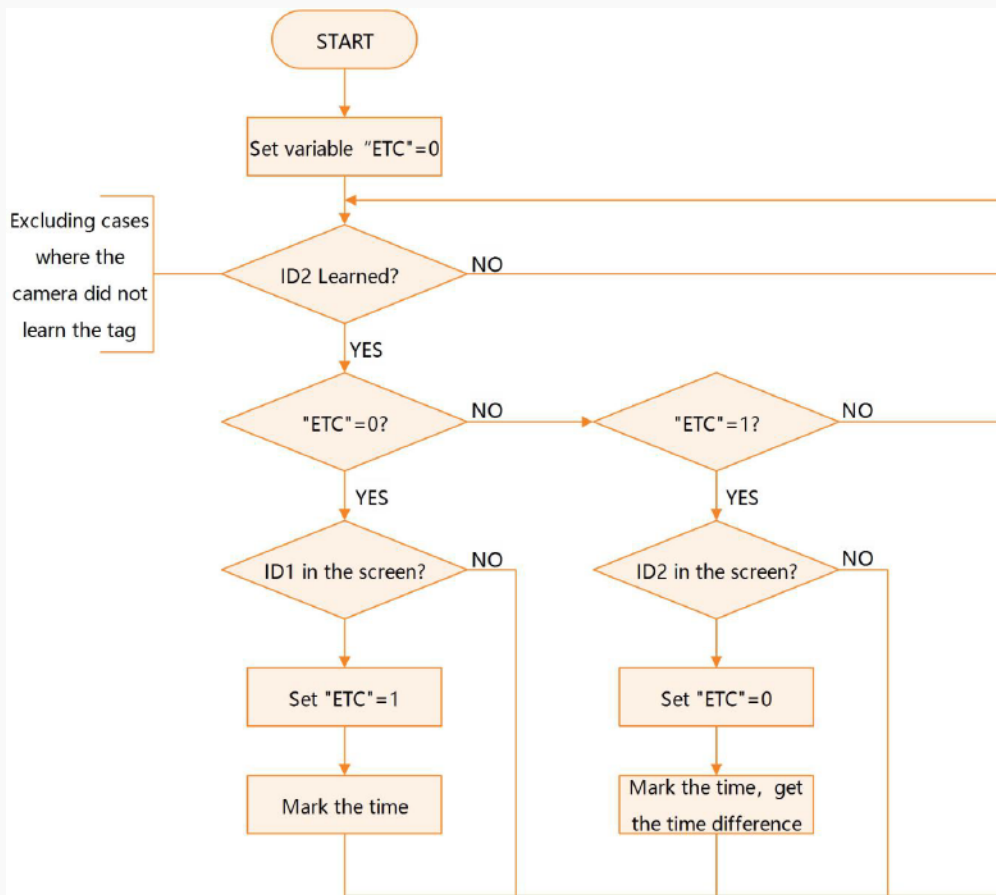 START
Set variable “ETC"=0
Excluding cases
where the
camera did not
learn the tag
ID2 Learned?
NO
YES
"ETC"=0?
NO
"ETC"=1?
NO
YES
YES
ID1 in the screen?
NO
ID2 in the screen?
NO
Set "ETC"=1
Set "ETC"=0
Mark the time
Mark the time, get
the time difference